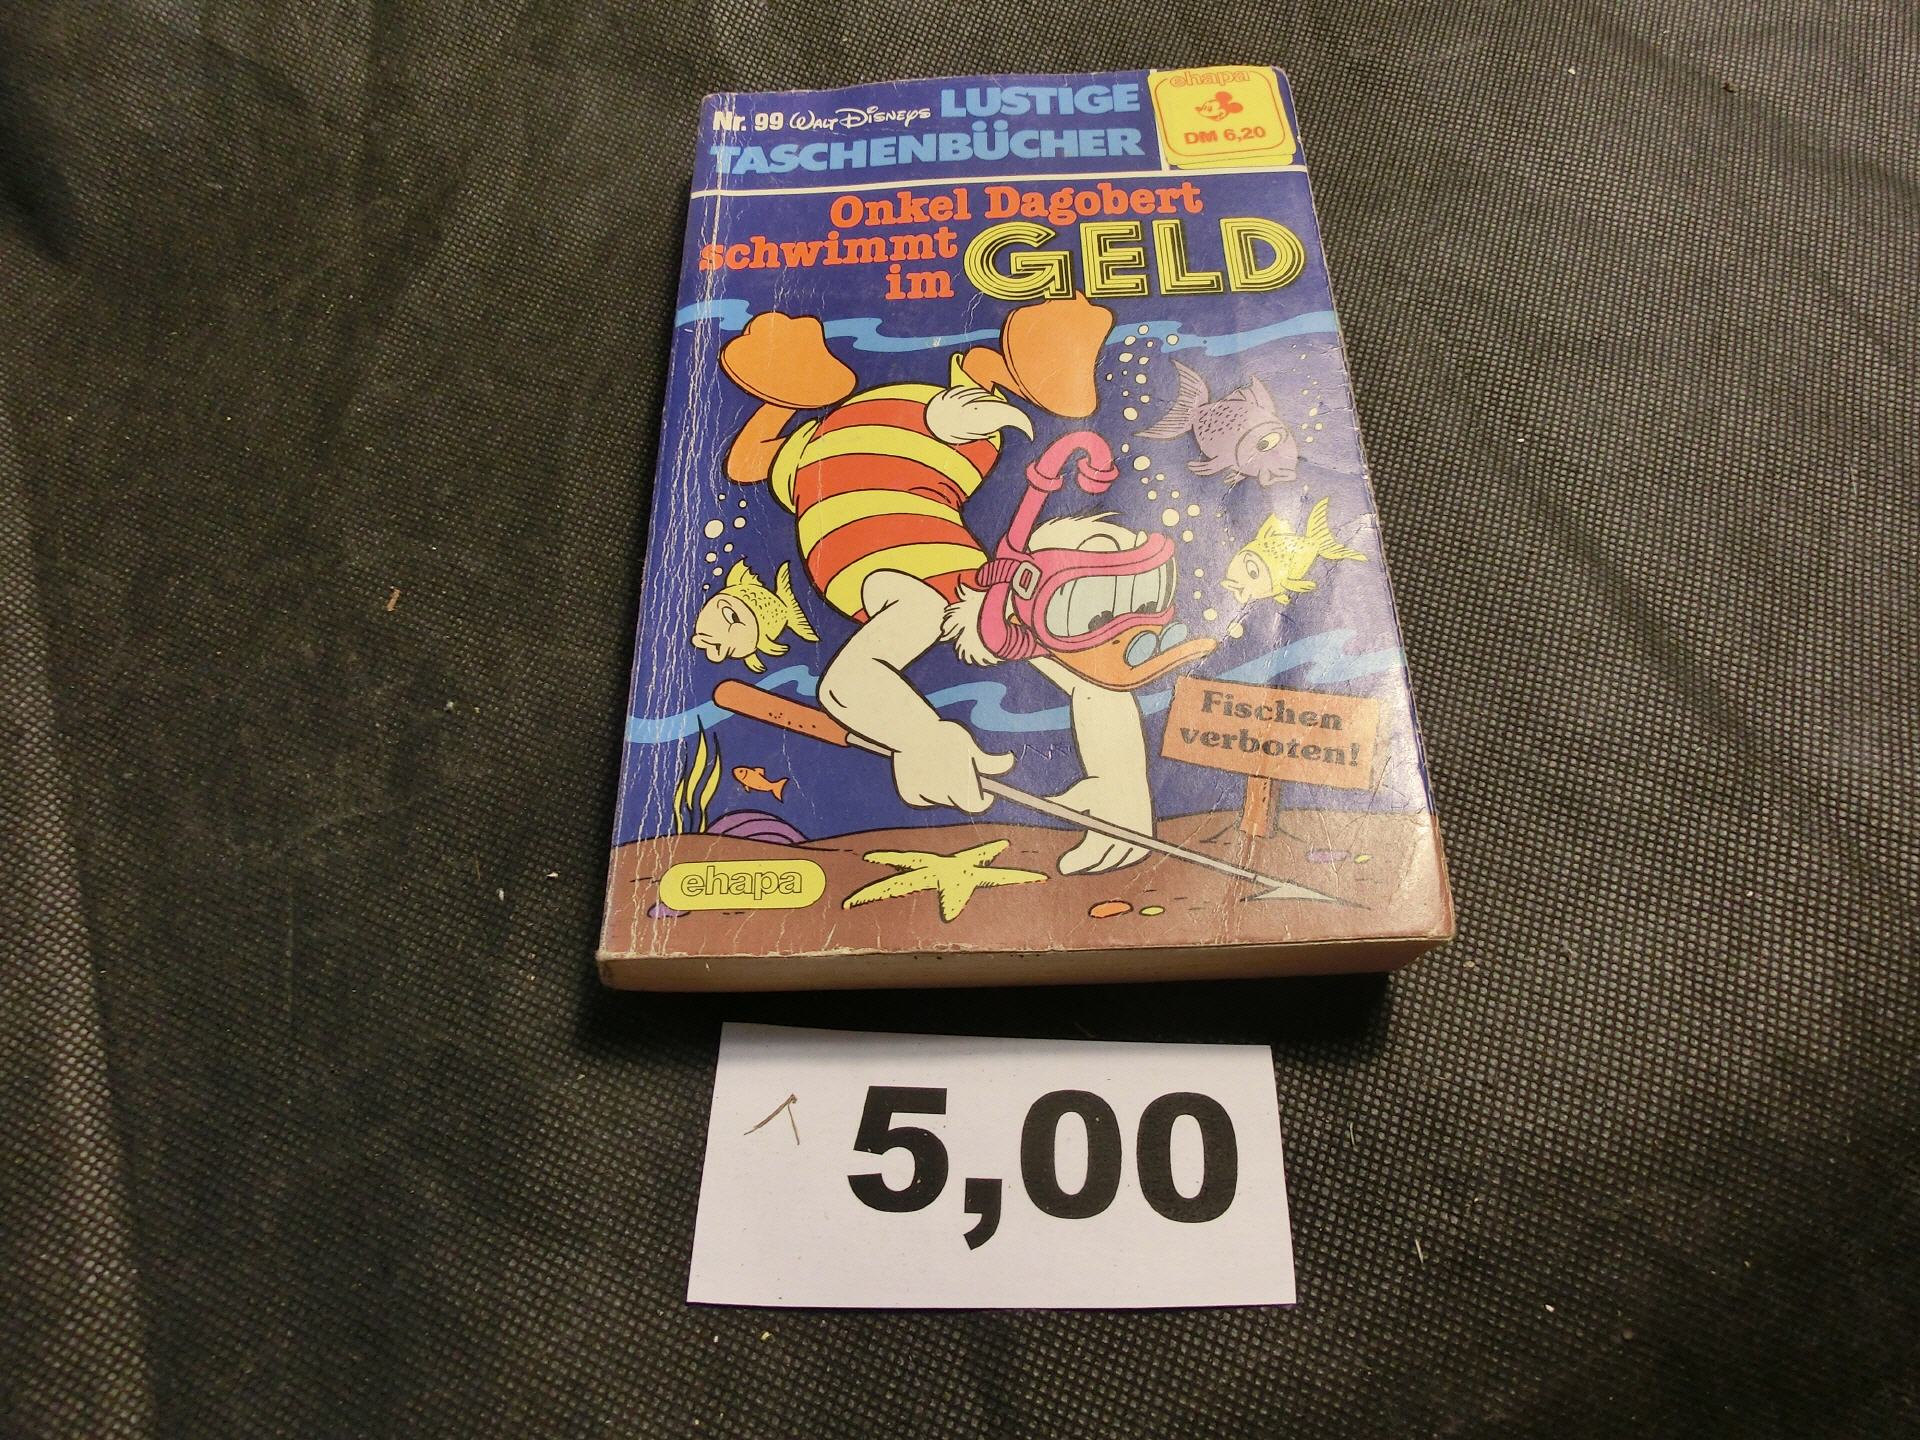 Nr. 99 Walt Disneys LUSTIGE
TASCHENBÜCHER
ehapa
DM 6,20
Onkel Dagobert
schwimmt
im GELD
Fischen
verboten!
ehapa
5,00